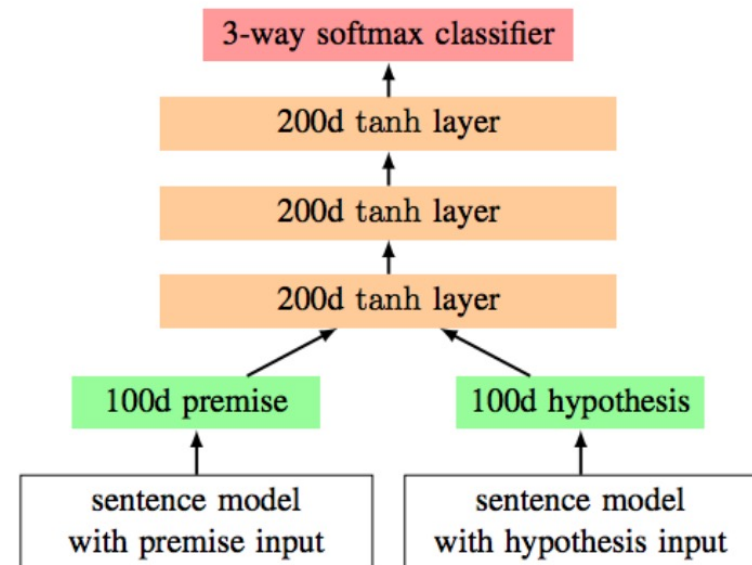 3-way softmax classifier
200d tanh layer
200d tanh layer
200d tanh layer
100d premise
100d hypothesis
sentence model
with premise input
sentence model
with hypothesis input